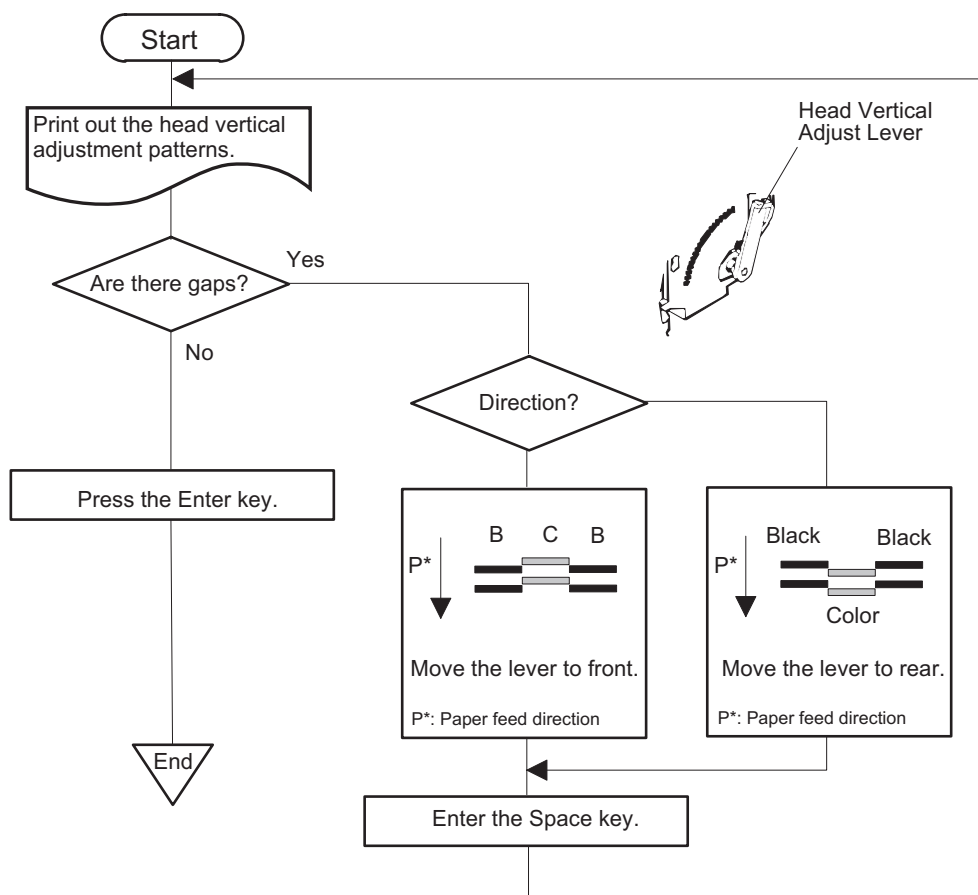 Start
Print out the head vertical
adjustment patterns.
Head Vertical
Adjust Lever
Are there gaps?
Yes
No
Direction?
Press the Enter key.
B C B
P*
Move the lever to front.
P*: Paper feed direction
Black Black
P*
Color
Move the lever to rear.
P*: Paper feed direction
End
Enter the Space key.